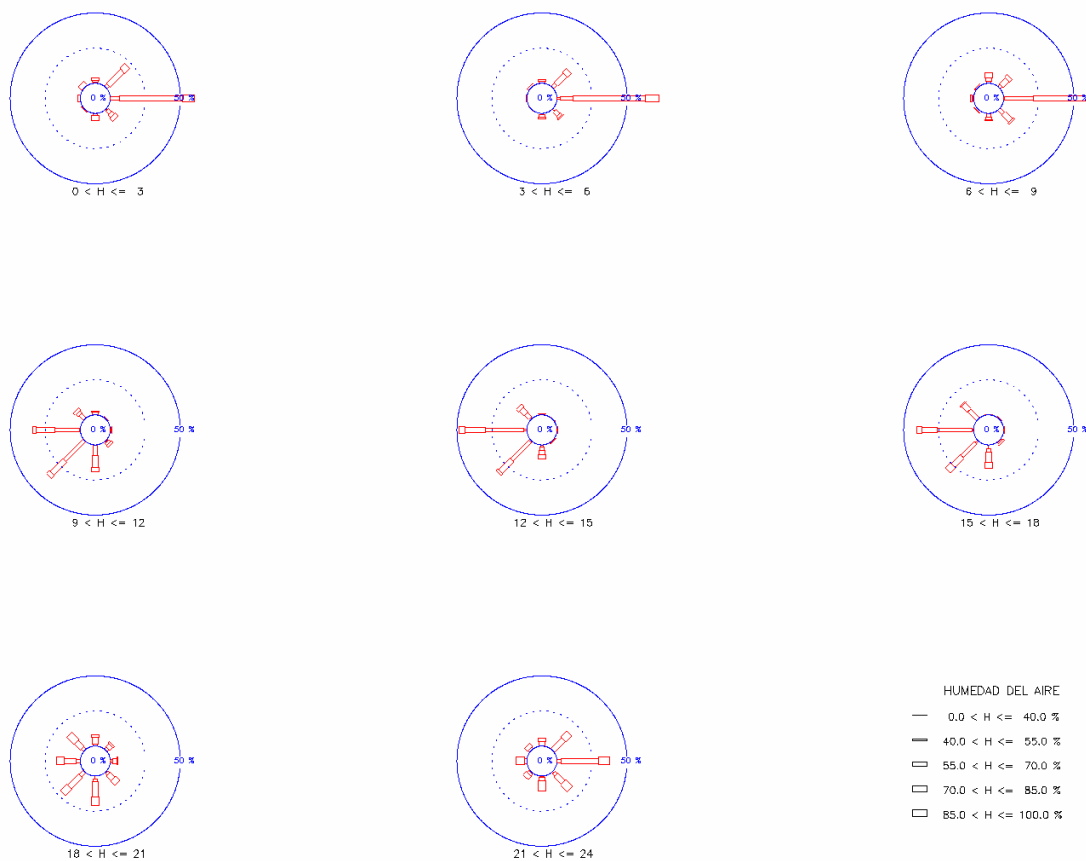 0 % 50 %
0 < H <= 3
0 % 50 %
3 < H <= 6
0 % 50 %
6 < H <= 9
0 % 50 %
9 < H <= 12
0 % 50 %
12 < H <= 15
0 % 50 %
15 < H <= 18
0 % 50 %
18 < H <= 21
0 % 50 %
21 < H <= 24
HUMEDAD DEL AIRE
0.0 < H <= 40.0 %
40.0 < H <= 55.0 %
55.0 < H <= 70.0 %
70.0 < H <= 85.0 %
85.0 < H <= 100.0 %